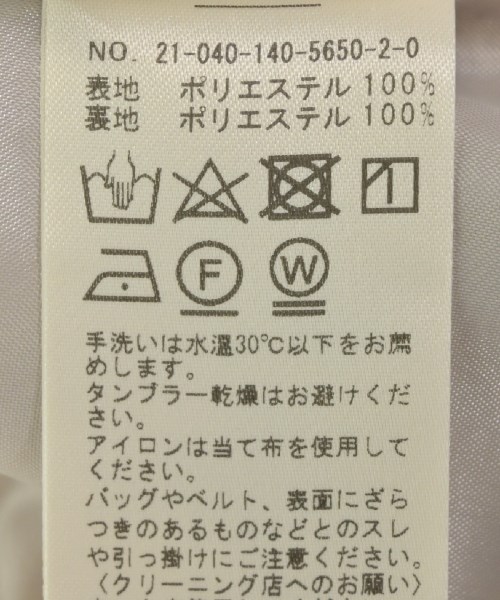 NO. 21-040-140-5650-2-0
表地 ポリエステル 100%
裏地 ポリエステル 100%
F
W
手洗いは水温30℃以下をお薦
めします。
タンブラー乾燥はお避けくだ
さい。
アイロンは当て布を使用して
ください。
バッグやベルト、表面にざら
つきのあるものなどとのスレ
や引っ掛けにご注意ください。
〈クリーニング店へのお願い〉